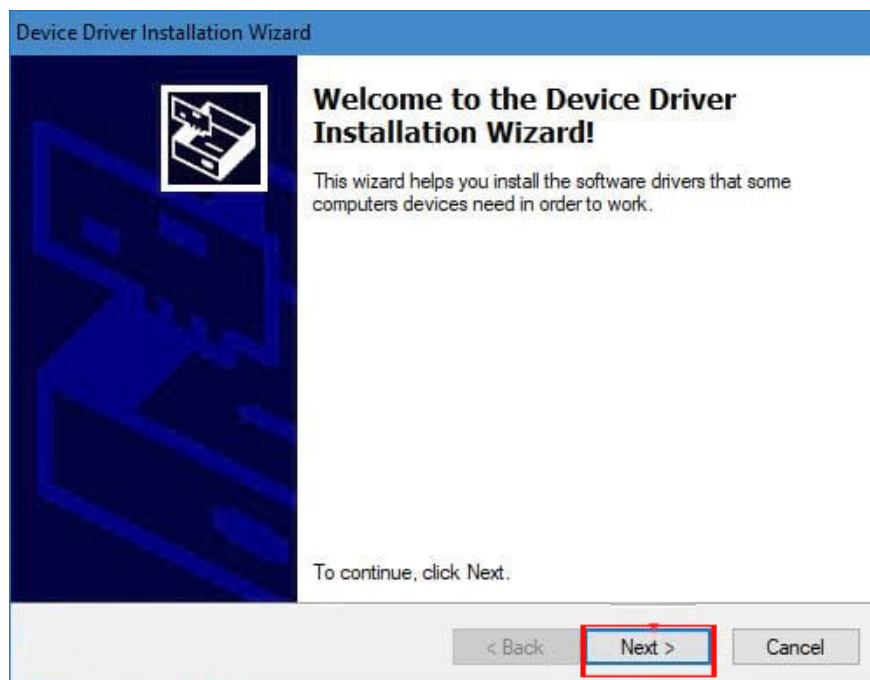 Device Driver Installation Wizard
Welcome to the Device Driver
Installation Wizard!
This wizard helps you install the software drivers that some
computers devices need in order to work.
To continue, click Next.
< Back
Next >
Cancel